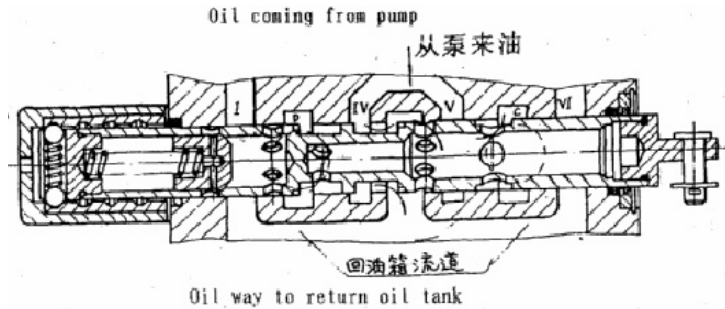 Oil coming from pump
从泵来油
I
P
IV
V
G
VI
回油箱流道
Oil way to return oil tank